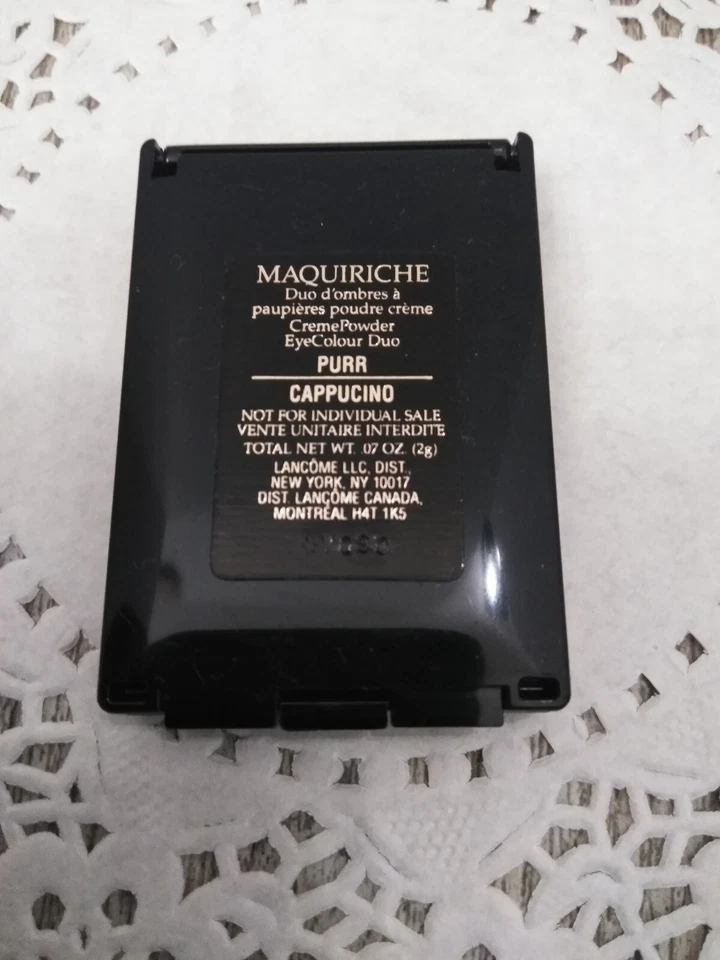 MAQUIRICHE
Duo d'ombres à
paupières poudre crème
CremePowder
EyeColour Duo
PURR
CAPPUCINO
NOT FOR INDIVIDUAL SALE
VENTE UNITAIRE INTERDITE
TOTAL NET WT. .07 OZ. (2g)
LANCÔME LLC. DIST.,
NEW YORK, NY 10017
DIST. LANCÔME CANADA,
MONTRÉAL H4T 1K5